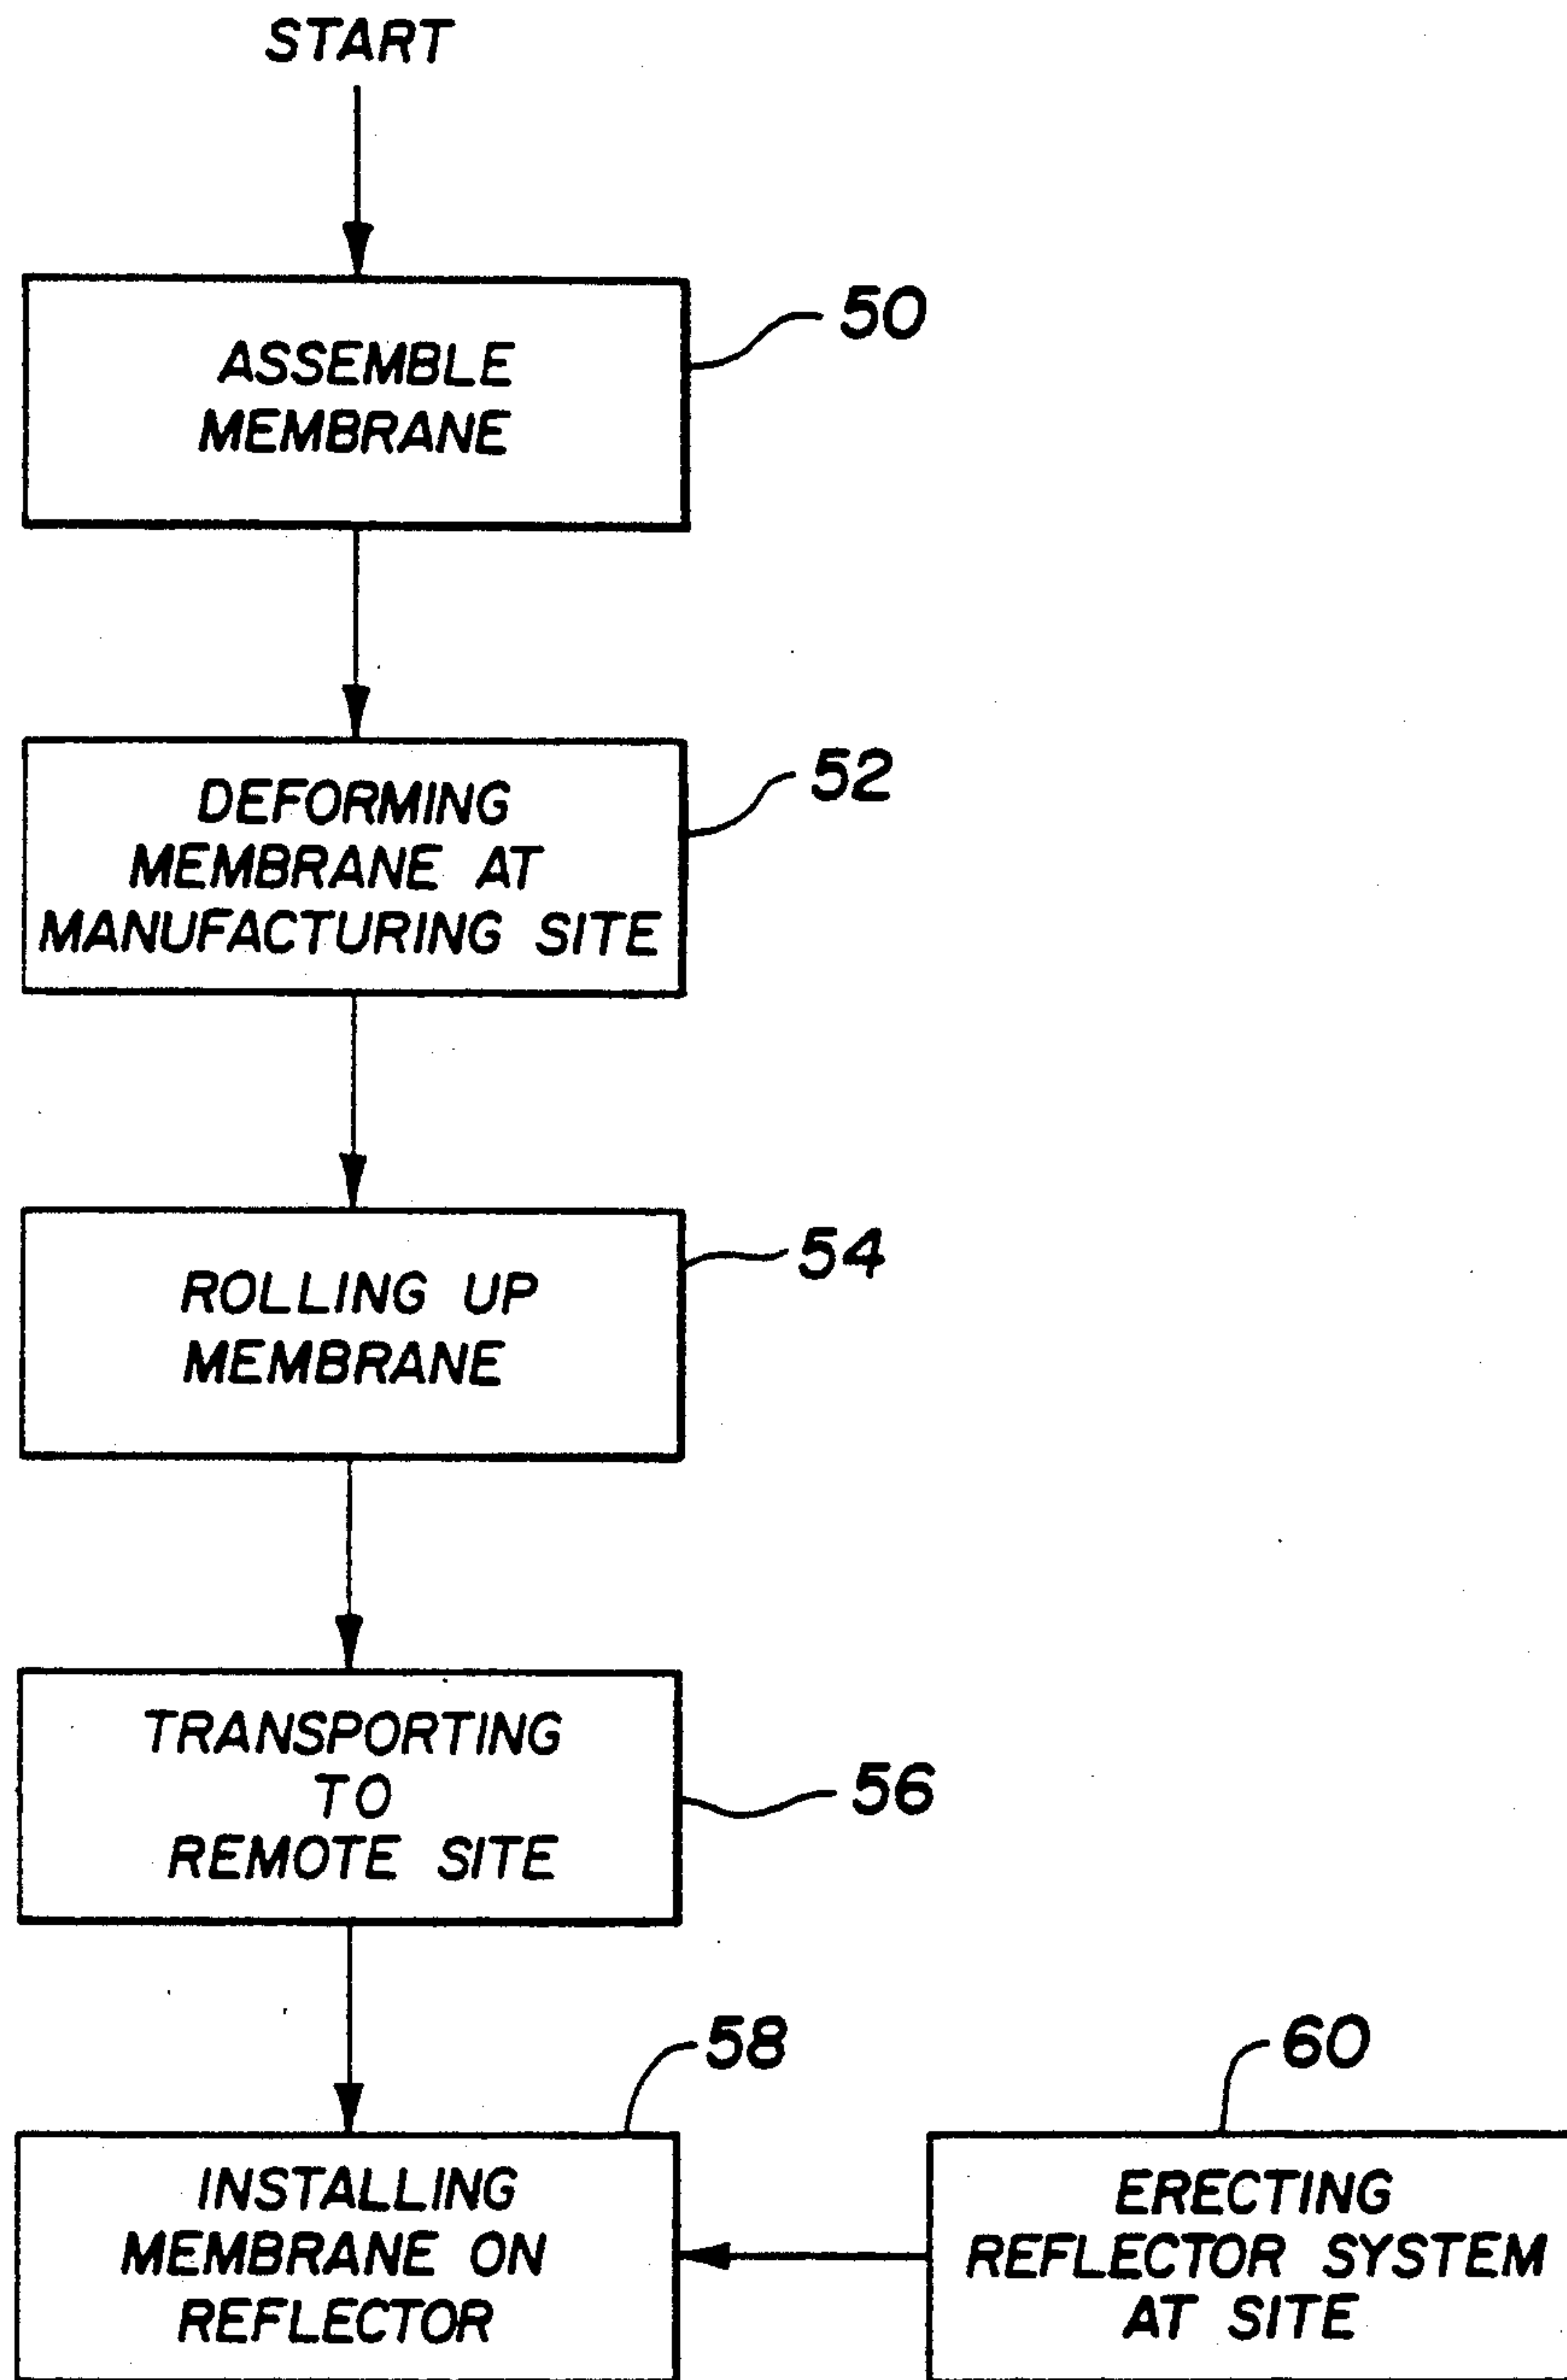 START
ASSEMBLE
MEMBRANE
50
DEFORMING
MEMBRANE AT
MANUFACTURING SITE
52
ROLLING UP
MEMBRANE
54
TRANSPORTING
TO
REMOTE SITE
56
INSTALLING
MEMBRANE ON
REFLECTOR
58
ERECTING
REFLECTOR SYSTEM
AT SITE
60